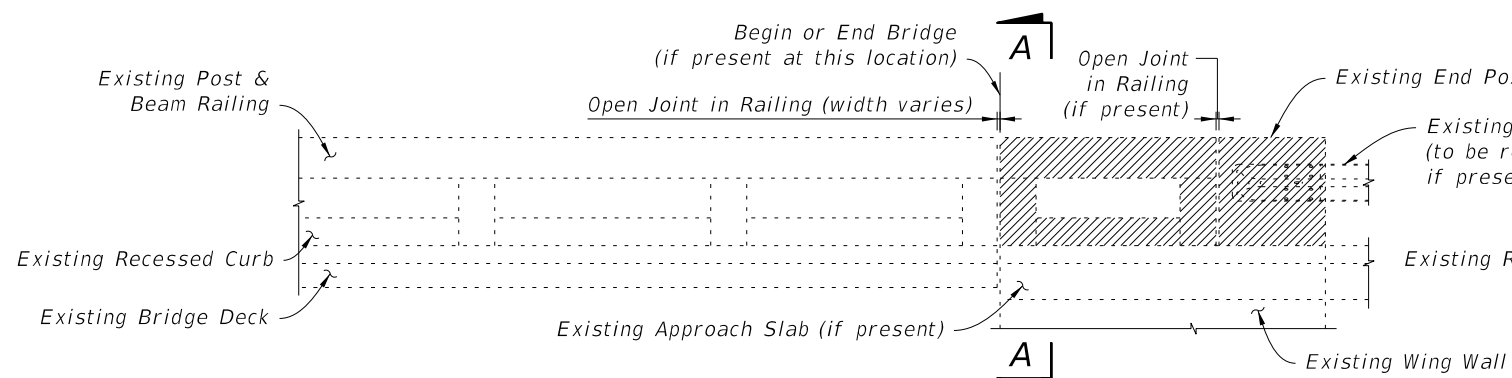 Begin or End Bridge
(if present at this location)
A
Open Joint
in Railing
(if present)
Existing Post &
Beam Railing
Open Joint in Railing (width varies)
Existing End
Existing
(to be
if
Existing Recessed Curb
Existing
Existing Bridge Deck
Existing Approach Slab (if present)
A
Existing Wing Wall